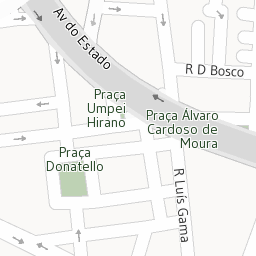 Av do Estado
R D Bosco
Praça
Umpei
Hirano
Praça Álvaro
Cardoso de
Moura
Praça
Donatello
R Luís Gama